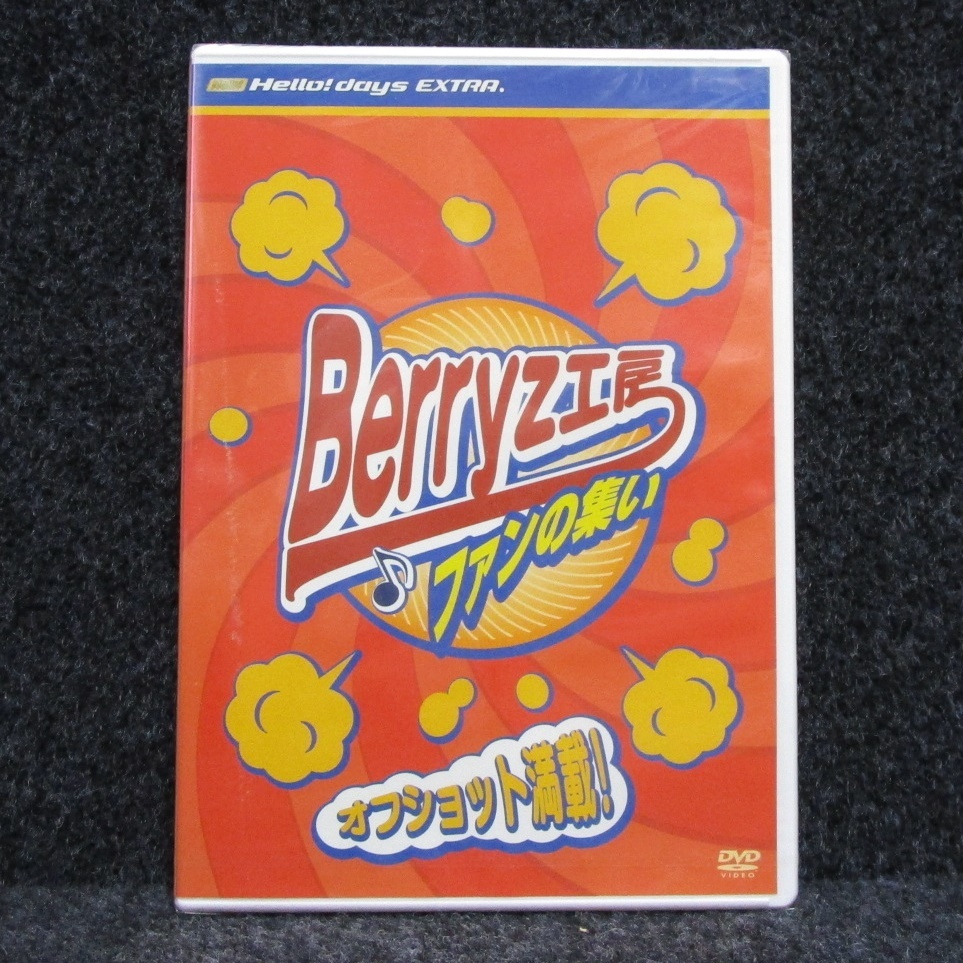 Hello! days EXTRA.
Berryz工房
ファンの集い
オフショット満載!
DVD
VIDEO